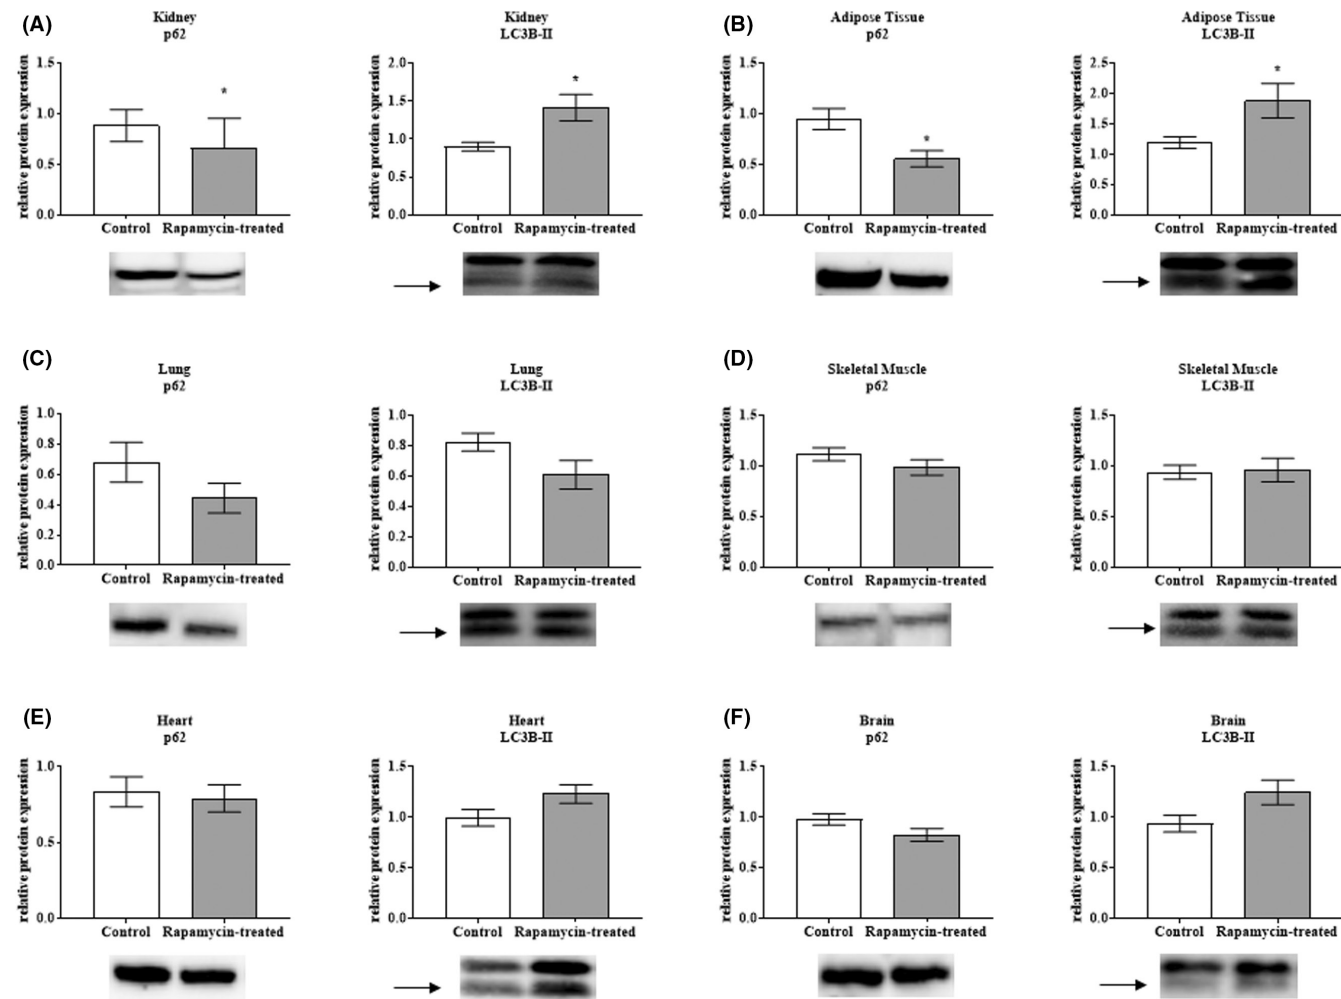 (A)
Kidney
p62
relative protein expression
1.5
1.0
0.5
0.0
*
Control Rapamycin-treated
Kidney
LC3B-II
relative protein expression
2.0
1.5
1.0
0.5
0.0
*
Control Rapamycin-treated
(B)
Adipose Tissue
p62
relative protein expression
1.5
1.0
0.5
0.0
*
Control Rapamycin-treated
Adipose Tissue
LC3B-II
relative protein expression
2.5
2.0
1.5
1.0
0.5
0.0
*
Control Rapamycin-treated
(C)
Lung
p62
relative protein expression
1.0
0.8
0.6
0.4
0.2
0.0
Control Rapamycin-treated
Lung
LC3B-II
relative protein expression
1.0
0.8
0.6
0.4
0.2
0.0
Control Rapamycin-treated
(D)
Skeletal Muscle
p62
relative protein expression
1.5
1.0
0.5
0.0
Control Rapamycin-treated
Skeletal Muscle
LC3B-II
relative protein expression
1.5
1.0
0.5
0.0
Control Rapamycin-treated
(E)
Heart
p62
relative protein expression
1.0
0.5
0.0
Control Rapamycin-treated
Heart
LC3B-II
relative protein expression
1.5
1.0
0.5
0.0
Control Rapamycin-treated
(F)
Brain
p62
relative protein expression
1.5
1.0
0.5
0.0
Control Rapamycin-treated
Brain
LC3B-II
relative protein expression
1.5
1.0
0.5
0.0
Control Rapamycin-treated